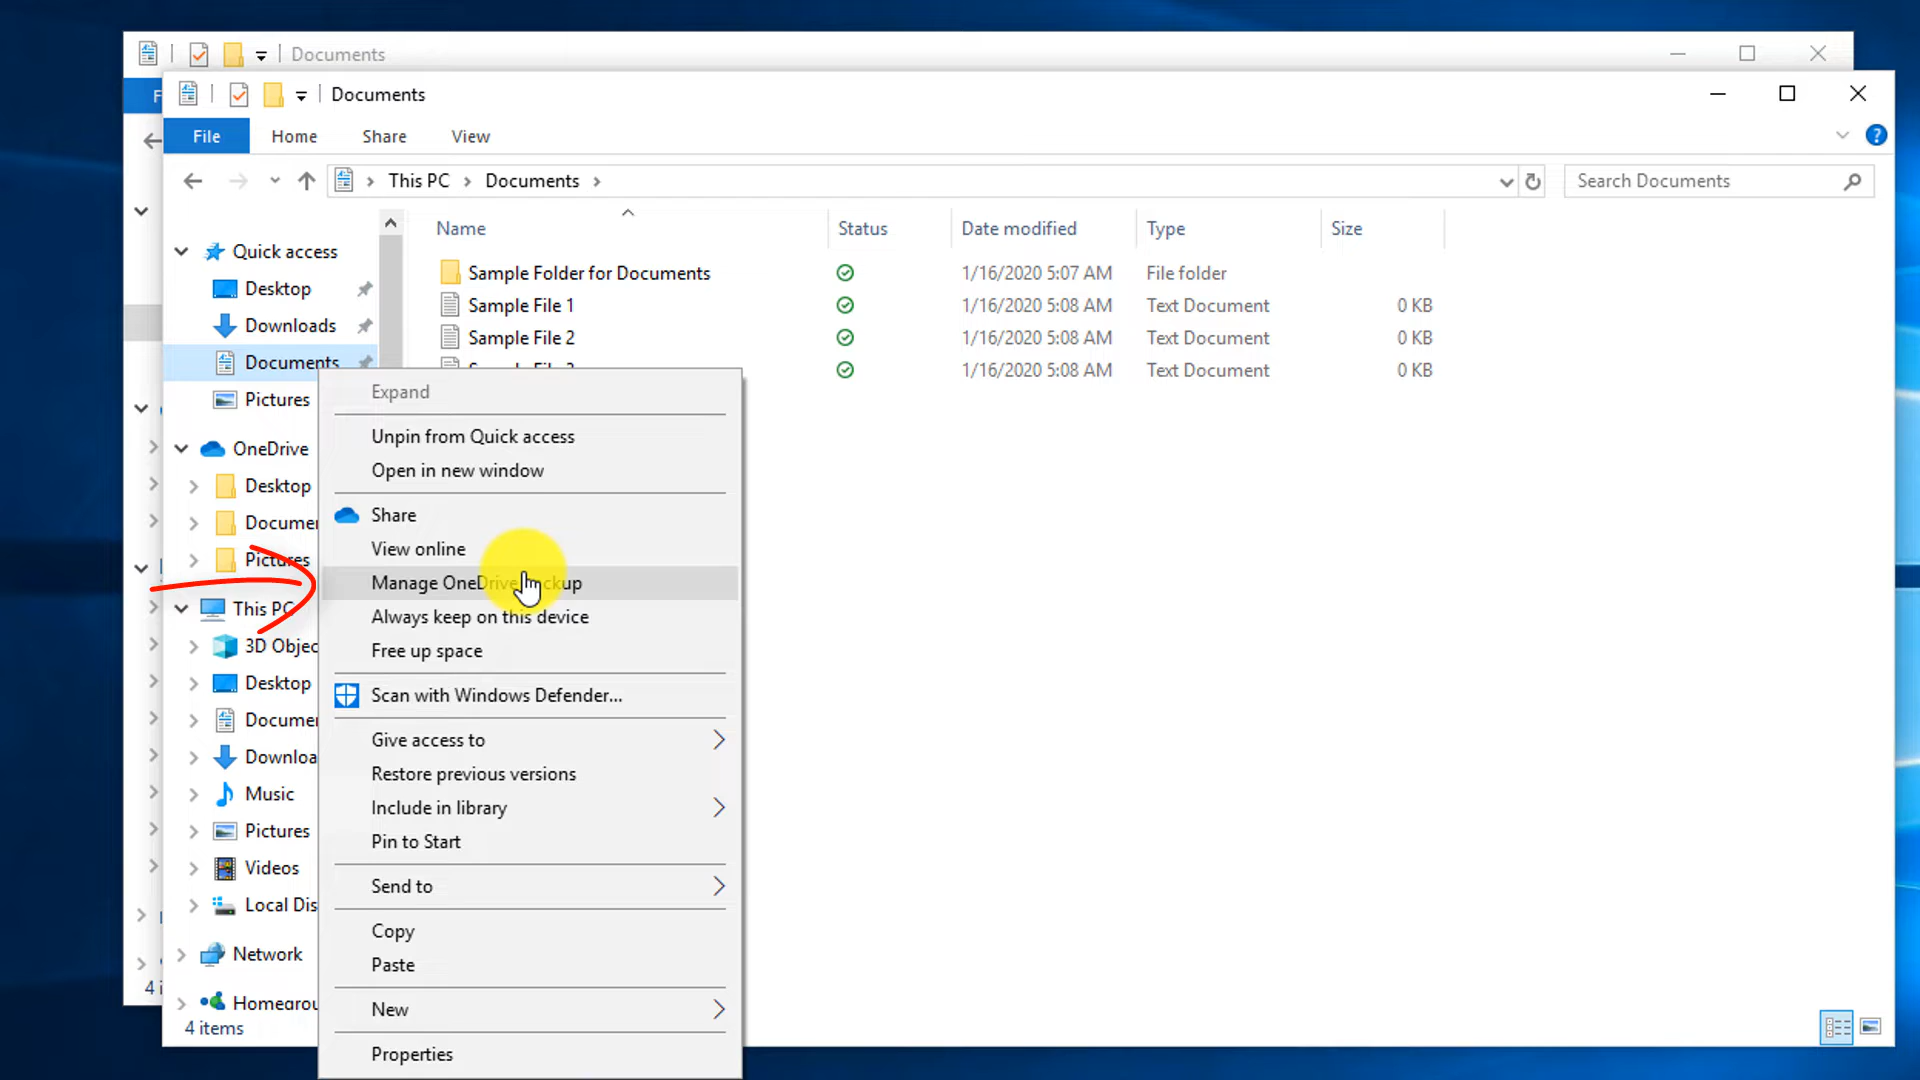 Documents
F
Documents
File Home Share View
This PC Documents
Search Documents
Name Status Date modified Type Size
Sample Folder for Documents 1/16/2020 5:07 AM File folder
Sample File 1 1/16/2020 5:08 AM Text Document 0 KB
Sample File 2 1/16/2020 5:08 AM Text Document 0 KB
1/16/2020 5:08 AM Text Document 0 KB
Quick access
Desktop
Downloads
Documents
Pictures
OneDrive
Desktop
Documen
Pictures
This PC
3D Objec
Desktop
Documen
Downloa
Music
Pictures
Videos
Local Dis
Network
Homegrou
4 items
4 i
Expand
Unpin from Quick access
Open in new window
Share
View online
Manage OneDrive backup
Always keep on this device
Free up space
Scan with Windows Defender...
Give access to
Restore previous versions
Include in library
Pin to Start
Send to
Copy
Paste
New
Properties